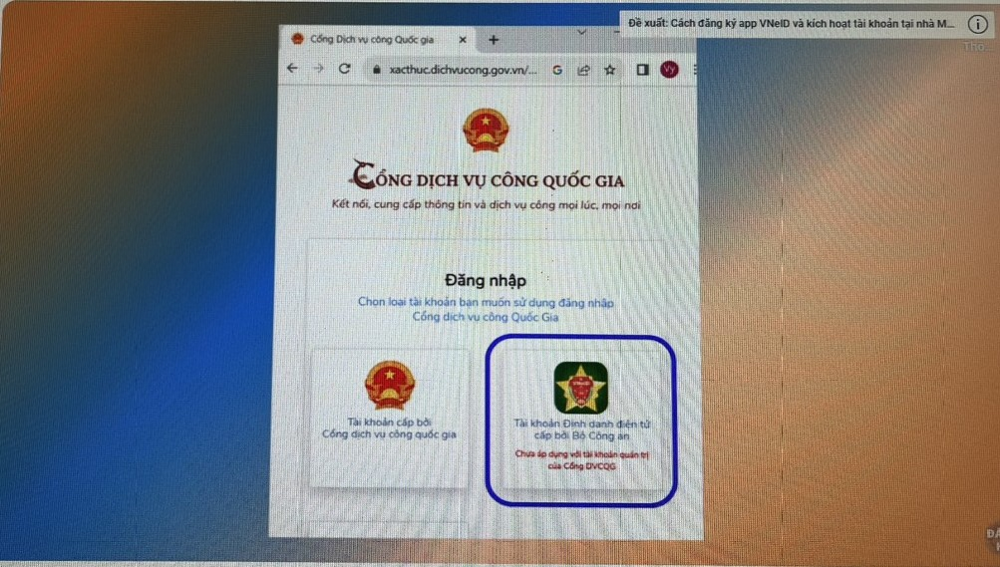 Đề xuất: Cách đăng ký app VNeID và kích hoạt tài khoản tại nhà M...
Cổng Dịch vụ công Quốc gia
xacthuc.dichvucong.gov.vn/...
Vy
CỔNG DỊCH VỤ CÔNG QUỐC GIA
Kết nối, cung cấp thông tin và dịch vụ công mọi lúc, mọi nơi
Đăng nhập
Chọn loại tài khoản bạn muốn sử dụng đăng nhập
Cổng dịch vụ công Quốc Gia
Tài khoản cấp bởi
Cổng dịch vụ công quốc gia
VNeID
Tài khoản Định danh điện tử
cấp bởi Bộ Công an
Chưa áp dụng với tài khoản quản trị
của Cổng DVCQG